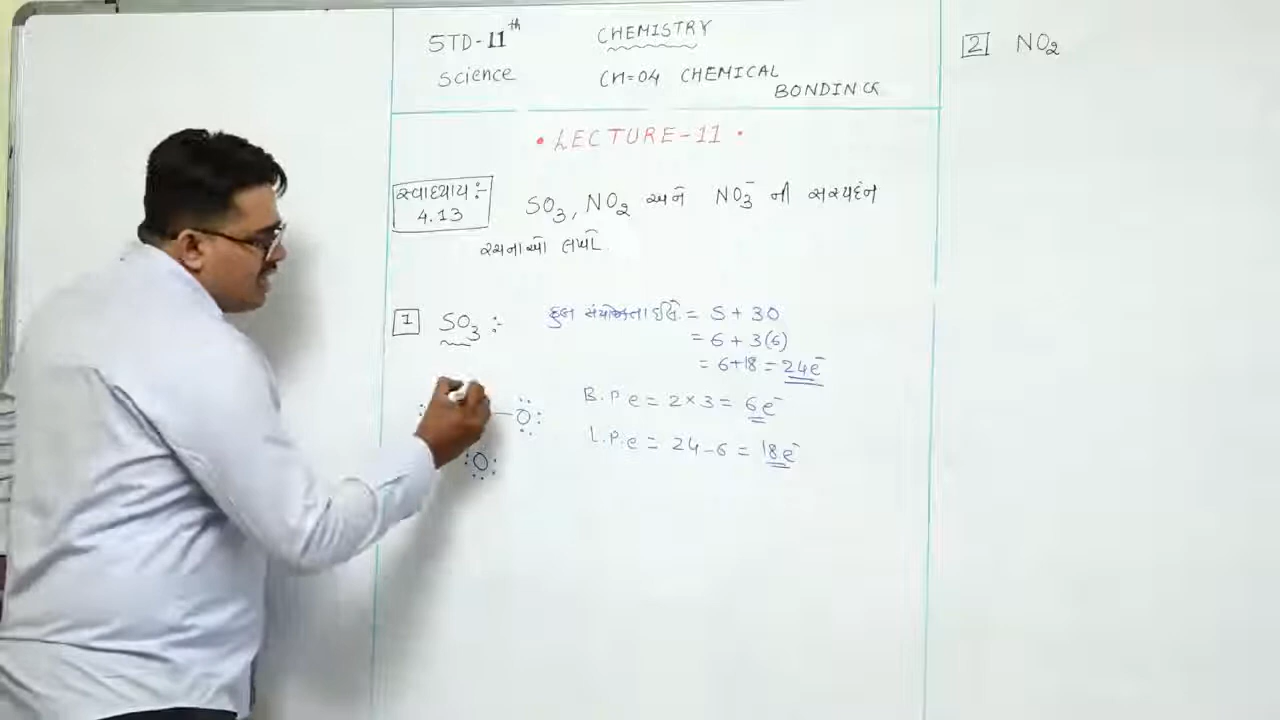 STD-11th
Science
CHEMISTRY
CH=04 CHEMICAL
BONDING
• LECTURE-11 •
સ્વાધ્યાય :-
4.13
SO₃, NO₂ અને NO₃⁻ ની સસ્પંદન
રચનાઓ લખો.
1 SO₃ :-
કુલ સંયોજકતા ઈલે. = S + 3O
= 6 + 3(6)
= 6+18 = 24e⁻
B.P e = 2×3 = 6e⁻
L.P.e = 24-6 = 18e⁻
O
O
2 NO₂